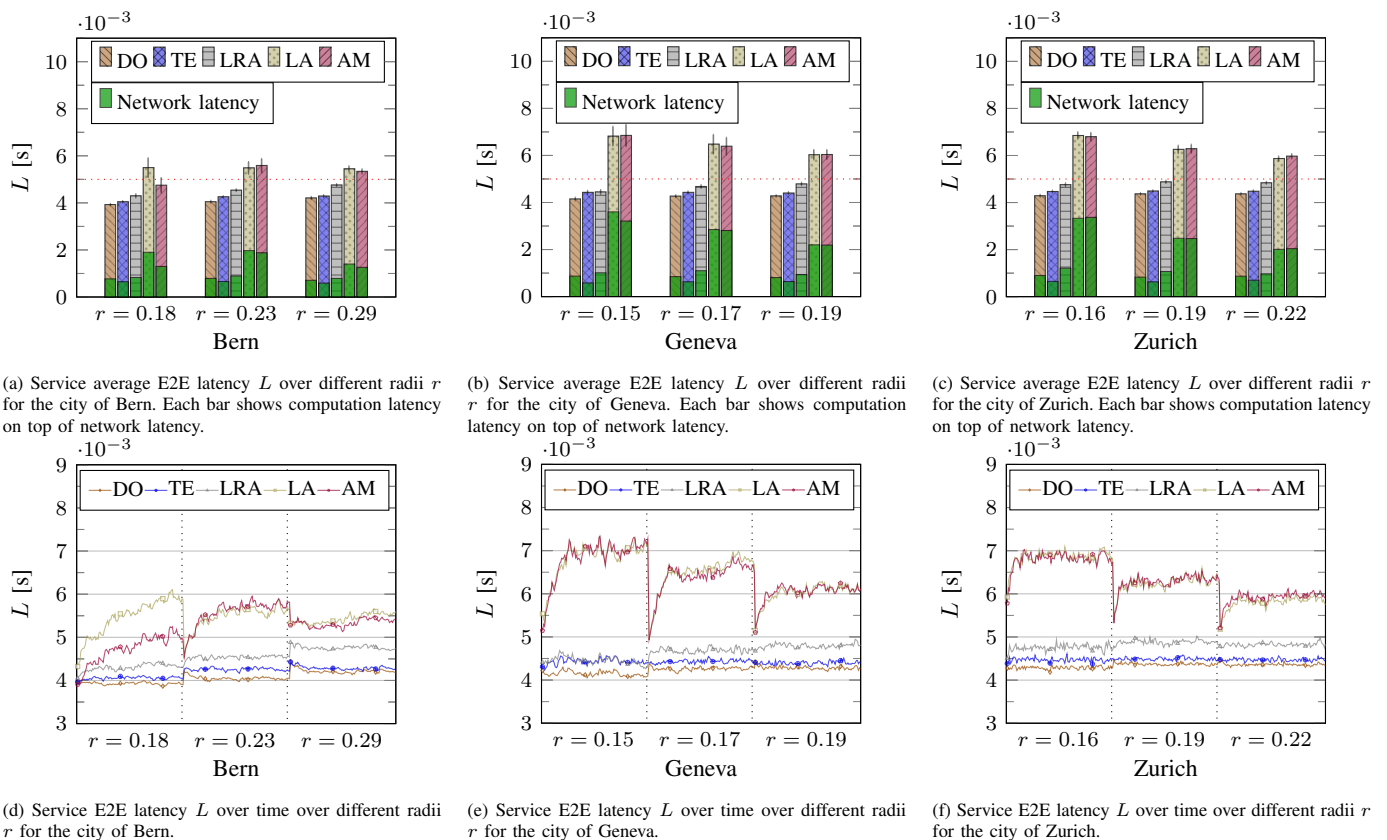 ·10⁻³
10
8
6
4
2
0
L [s]
DO TE LRA LA AM
Network latency
r = 0.18 r = 0.23 r = 0.29
Bern
(a) Service average E2E latency L over different radii r
for the city of Bern. Each bar shows computation latency
on top of network latency.
·10⁻³
10
8
6
4
2
0
L [s]
DO TE LRA LA AM
Network latency
r = 0.15 r = 0.17 r = 0.19
Geneva
(b) Service average E2E latency L over different radii
r for the city of Geneva. Each bar shows computation
latency on top of network latency.
·10⁻³
10
8
6
4
2
0
L [s]
DO TE LRA LA AM
Network latency
r = 0.16 r = 0.19 r = 0.22
Zurich
(c) Service average E2E latency L over different radii r
for the city of Zurich. Each bar shows computation latency
on top of network latency.
·10⁻³
9
8
7
6
5
4
3
L [s]
DO TE LRA LA AM
r = 0.18 r = 0.23 r = 0.29
Bern
(d) Service E2E latency L over time over different radii
r for the city of Bern.
·10⁻³
9
8
7
6
5
4
3
L [s]
DO TE LRA LA AM
r = 0.15 r = 0.17 r = 0.19
Geneva
(e) Service E2E latency L over time over different radii
r for the city of Geneva.
·10⁻³
9
8
7
6
5
4
3
L [s]
DO TE LRA LA AM
r = 0.16 r = 0.19 r = 0.22
Zurich
(f) Service E2E latency L over time over different radii r
for the city of Zurich.